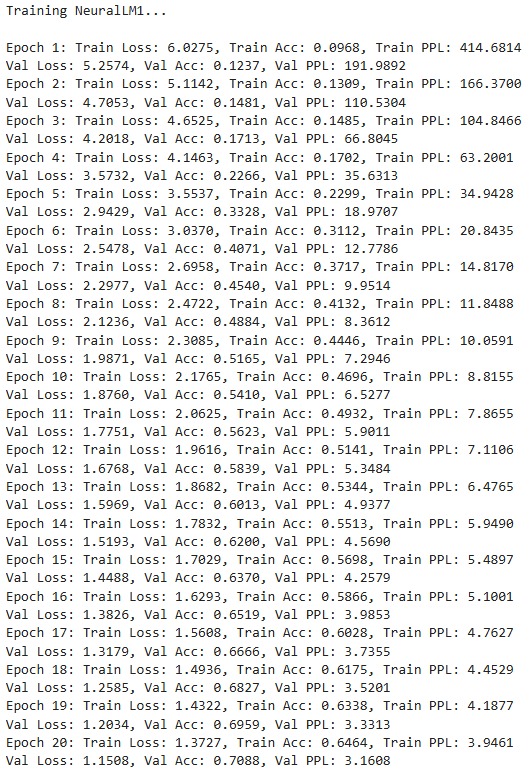 Training NeuralLM1...
Epoch 1: Train Loss: 6.0275, Train Acc: 0.0968, Train PPL: 414.6814
Val Loss: 5.2574, Val Acc: 0.1237, Val PPL: 191.9892
Epoch 2: Train Loss: 5.1142, Train Acc: 0.1309, Train PPL: 166.3700
Val Loss: 4.7053, Val Acc: 0.1481, Val PPL: 110.5304
Epoch 3: Train Loss: 4.6525, Train Acc: 0.1485, Train PPL: 104.8466
Val Loss: 4.2018, Val Acc: 0.1713, Val PPL: 66.8045
Epoch 4: Train Loss: 4.1463, Train Acc: 0.1702, Train PPL: 63.2001
Val Loss: 3.5732, Val Acc: 0.2266, Val PPL: 35.6313
Epoch 5: Train Loss: 3.5537, Train Acc: 0.2299, Train PPL: 34.9428
Val Loss: 2.9429, Val Acc: 0.3328, Val PPL: 18.9707
Epoch 6: Train Loss: 3.0370, Train Acc: 0.3112, Train PPL: 20.8435
Val Loss: 2.5478, Val Acc: 0.4071, Val PPL: 12.7786
Epoch 7: Train Loss: 2.6958, Train Acc: 0.3717, Train PPL: 14.8170
Val Loss: 2.2977, Val Acc: 0.4540, Val PPL: 9.9514
Epoch 8: Train Loss: 2.4722, Train Acc: 0.4132, Train PPL: 11.8488
Val Loss: 2.1236, Val Acc: 0.4884, Val PPL: 8.3612
Epoch 9: Train Loss: 2.3085, Train Acc: 0.4446, Train PPL: 10.0591
Val Loss: 1.9871, Val Acc: 0.5165, Val PPL: 7.2946
Epoch 10: Train Loss: 2.1765, Train Acc: 0.4696, Train PPL: 8.8155
Val Loss: 1.8760, Val Acc: 0.5410, Val PPL: 6.5277
Epoch 11: Train Loss: 2.0625, Train Acc: 0.4932, Train PPL: 7.8655
Val Loss: 1.7751, Val Acc: 0.5623, Val PPL: 5.9011
Epoch 12: Train Loss: 1.9616, Train Acc: 0.5141, Train PPL: 7.1106
Val Loss: 1.6768, Val Acc: 0.5839, Val PPL: 5.3484
Epoch 13: Train Loss: 1.8682, Train Acc: 0.5344, Train PPL: 6.4765
Val Loss: 1.5969, Val Acc: 0.6013, Val PPL: 4.9377
Epoch 14: Train Loss: 1.7832, Train Acc: 0.5513, Train PPL: 5.9490
Val Loss: 1.5193, Val Acc: 0.6200, Val PPL: 4.5690
Epoch 15: Train Loss: 1.7029, Train Acc: 0.5698, Train PPL: 5.4897
Val Loss: 1.4488, Val Acc: 0.6370, Val PPL: 4.2579
Epoch 16: Train Loss: 1.6293, Train Acc: 0.5866, Train PPL: 5.1001
Val Loss: 1.3826, Val Acc: 0.6519, Val PPL: 3.9853
Epoch 17: Train Loss: 1.5608, Train Acc: 0.6028, Train PPL: 4.7627
Val Loss: 1.3179, Val Acc: 0.6666, Val PPL: 3.7355
Epoch 18: Train Loss: 1.4936, Train Acc: 0.6175, Train PPL: 4.4529
Val Loss: 1.2585, Val Acc: 0.6827, Val PPL: 3.5201
Epoch 19: Train Loss: 1.4322, Train Acc: 0.6338, Train PPL: 4.1877
Val Loss: 1.2034, Val Acc: 0.6959, Val PPL: 3.3313
Epoch 20: Train Loss: 1.3727, Train Acc: 0.6464, Train PPL: 3.9461
Val Loss: 1.1508, Val Acc: 0.7088, Val PPL: 3.1608